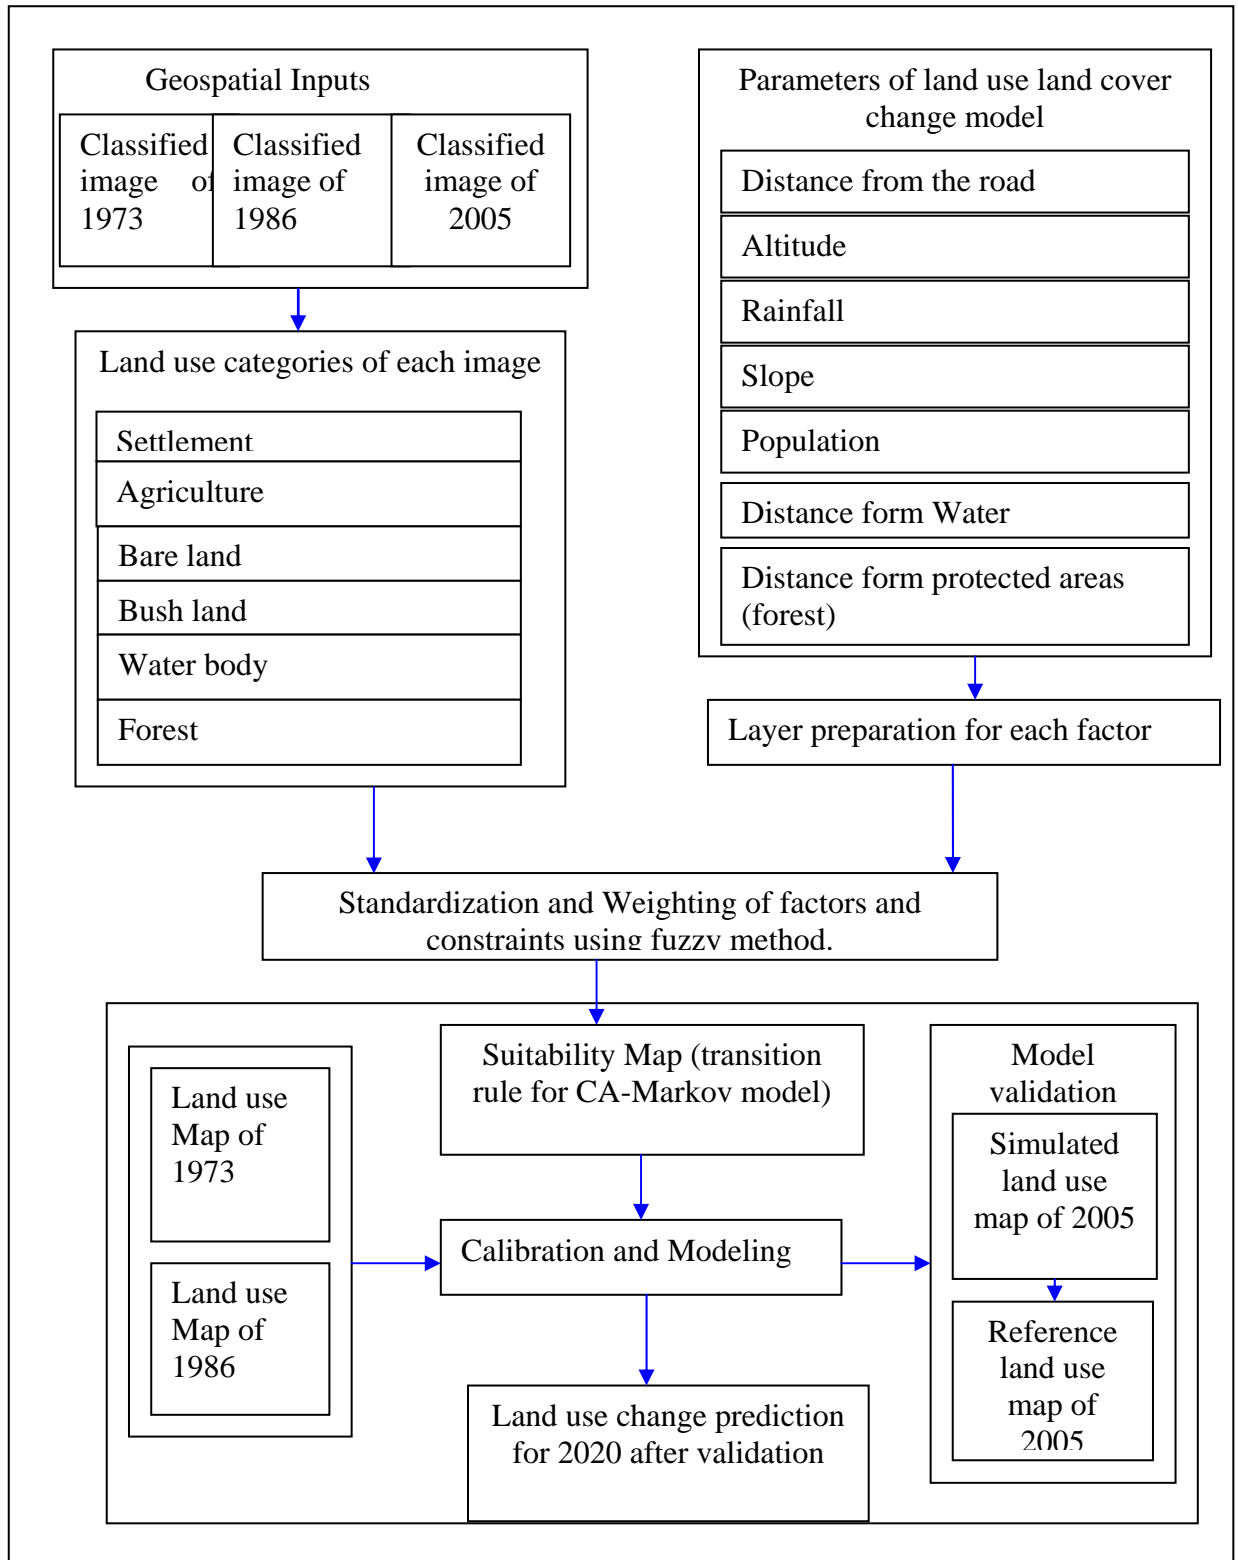 Geospatial Inputs
Classified
image of
1973
Classified
image of
1986
Classified
image of
2005
Land use categories of each image
Settlement
Agriculture
Bare land
Bush land
Water body
Forest
Parameters of land use land cover
change model
Distance from the road
Altitude
Rainfall
Slope
Population
Distance form Water
Distance form protected areas
(forest)
Layer preparation for each factor
Standardization and Weighting of factors and
constraints using fuzzy method.
Land use
Map of
1973
Land use
Map of
1986
Suitability Map (transition
rule for CA-Markov model)
Calibration and Modeling
Land use change prediction
for 2020 after validation
Model
validation
Simulated
land use
map of 2005
Reference
land use
map of
2005